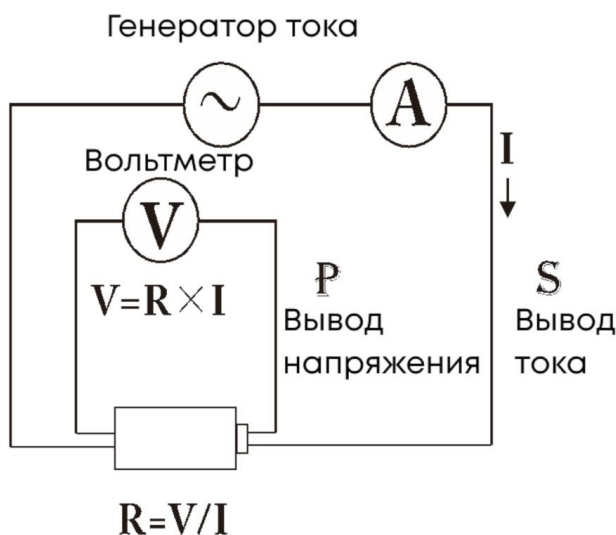 Генератор тока
~
A
Вольтметр
I
V
V=R×I
P
Вывод
напряжения
S
Вывод
тока
R=V/I